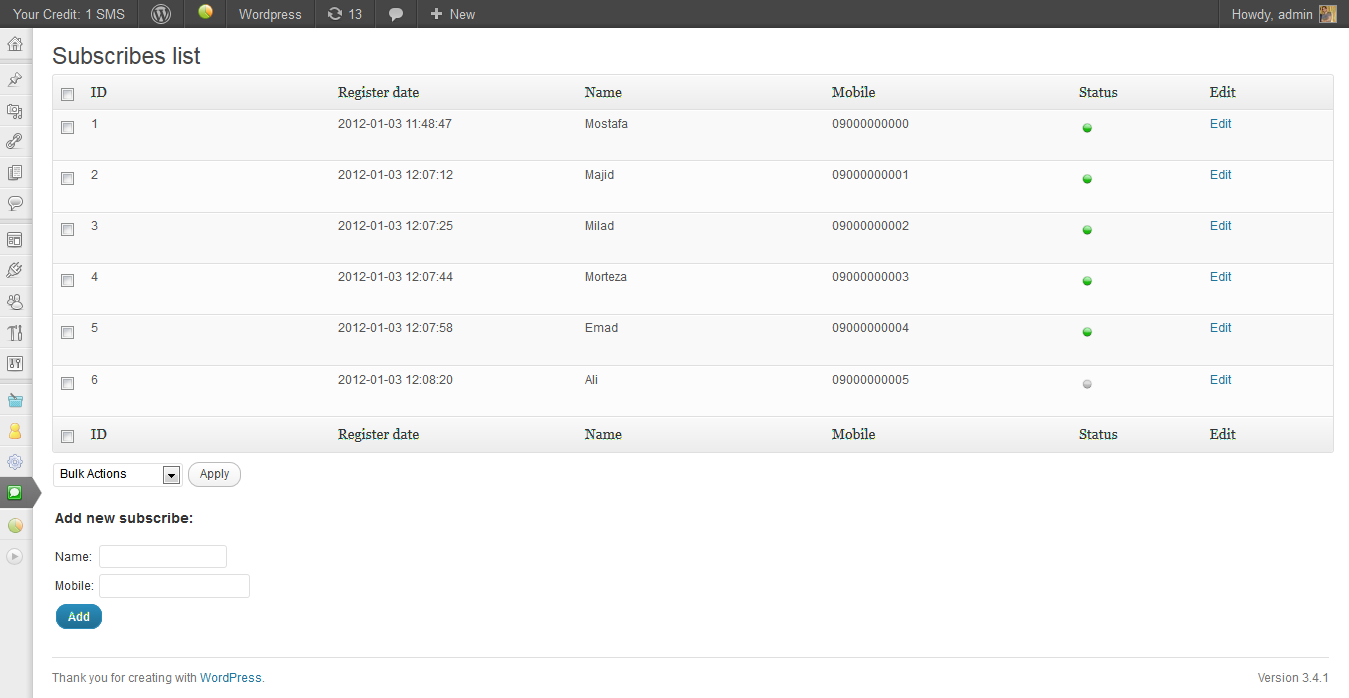 Your Credit: 1 SMS Wordpress 13 New Howdy, admin
Subscribes list
ID Register date Name Mobile Status Edit
1 2012-01-03 11:48:47 Mostafa 09000000000 Edit
2 2012-01-03 12:07:12 Majid 09000000001 Edit
3 2012-01-03 12:07:25 Milad 09000000002 Edit
4 2012-01-03 12:07:44 Morteza 09000000003 Edit
5 2012-01-03 12:07:58 Emad 09000000004 Edit
6 2012-01-03 12:08:20 Ali 09000000005 Edit
ID Register date Name Mobile Status Edit
Bulk Actions Apply
Add new subscribe:
Name:
Mobile:
Add
Thank you for creating with WordPress. Version 3.4.1